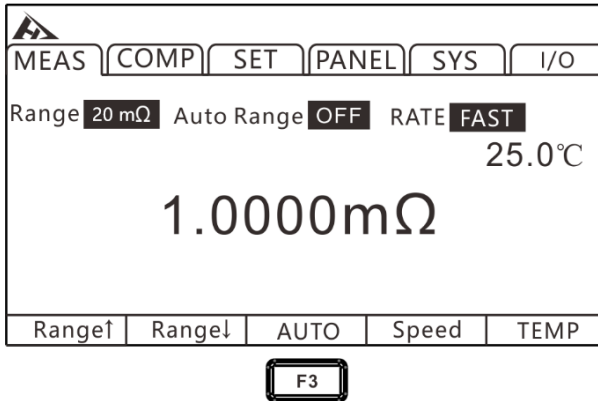 MEAS COMP SET PANEL SYS I/O
Range 20 mΩ Auto Range OFF RATE FAST
25.0℃
1.0000mΩ
Range↑ Range↓ AUTO Speed TEMP
F3